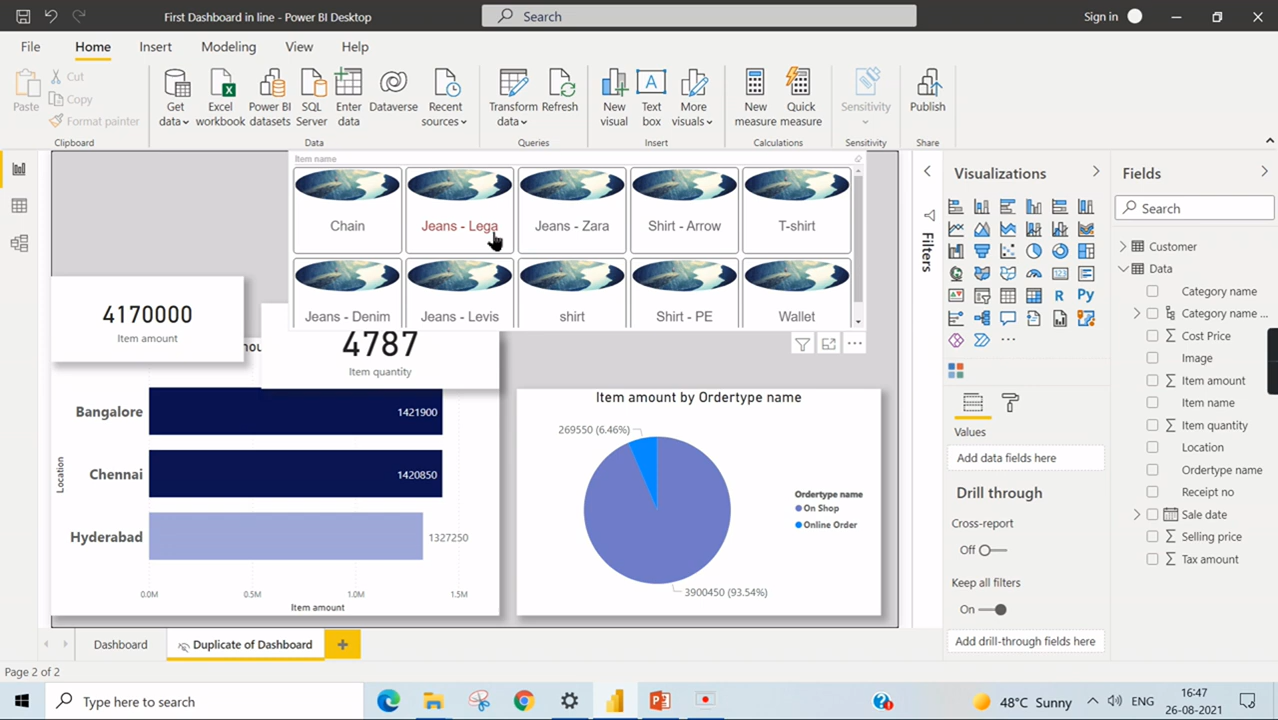 First Dashboard in line - Power BI Desktop
Search
Sign in
File
Home
Insert
Modeling
View
Help
Paste
Cut
Copy
Format painter
Clipboard
Get data
Excel workbook
Power BI datasets
SQL Server
Enter data
Dataverse
Recent sources
Data
Transform data
Refresh
Queries
New visual
Text box
More visuals
Insert
New measure
Quick measure
Calculations
Sensitivity
Sensitivity
Publish
Share
Item name
Chain
Jeans - Lega
Jeans - Zara
Shirt - Arrow
T-shirt
Jeans - Denim
Jeans - Levis
shirt
Shirt - PE
Wallet
4170000
Item amount
4787
Item quantity
Bangalore
1421900
Chennai
1420850
Hyderabad
1327250
Location
0.0M
0.5M
1.0M
1.5M
Item amount
Item amount by Ordertype name
269550 (6.46%)
3900450 (93.54%)
Ordertype name
On Shop
Online Order
Filters
Visualizations
R
Py
Values
Add data fields here
Drill through
Cross-report
Off
Keep all filters
On
Add drill-through fields here
Fields
Search
Customer
Data
Category name
Category name ...
Cost Price
Image
Item amount
Item name
Item quantity
Location
Ordertype name
Receipt no
Sale date
Selling price
Tax amount
Dashboard
Duplicate of Dashboard
Page 2 of 2
Type here to search
48°C Sunny
ENG
16:47
26-08-2021